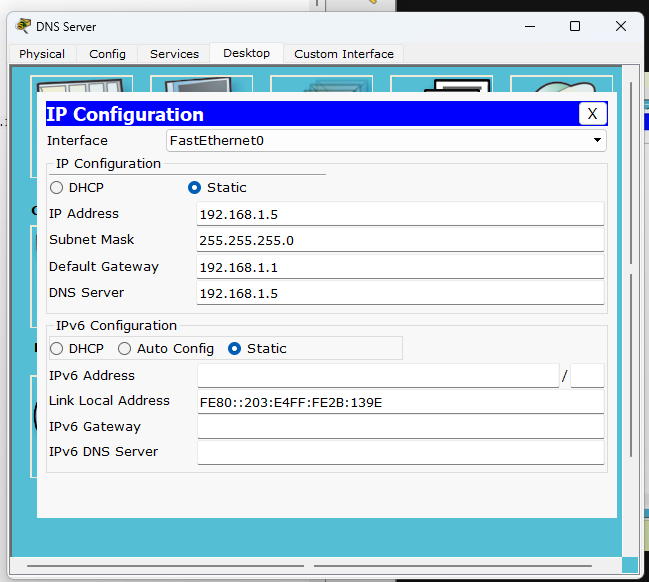 DNS Server
Physical Config Services Desktop Custom Interface
IP Configuration X
Interface FastEthernet0
IP Configuration
DHCP Static
IP Address 192.168.1.5
Subnet Mask 255.255.255.0
Default Gateway 192.168.1.1
DNS Server 192.168.1.5
IPv6 Configuration
DHCP Auto Config Static
IPv6 Address /
Link Local Address FE80::203:E4FF:FE2B:139E
IPv6 Gateway
IPv6 DNS Server